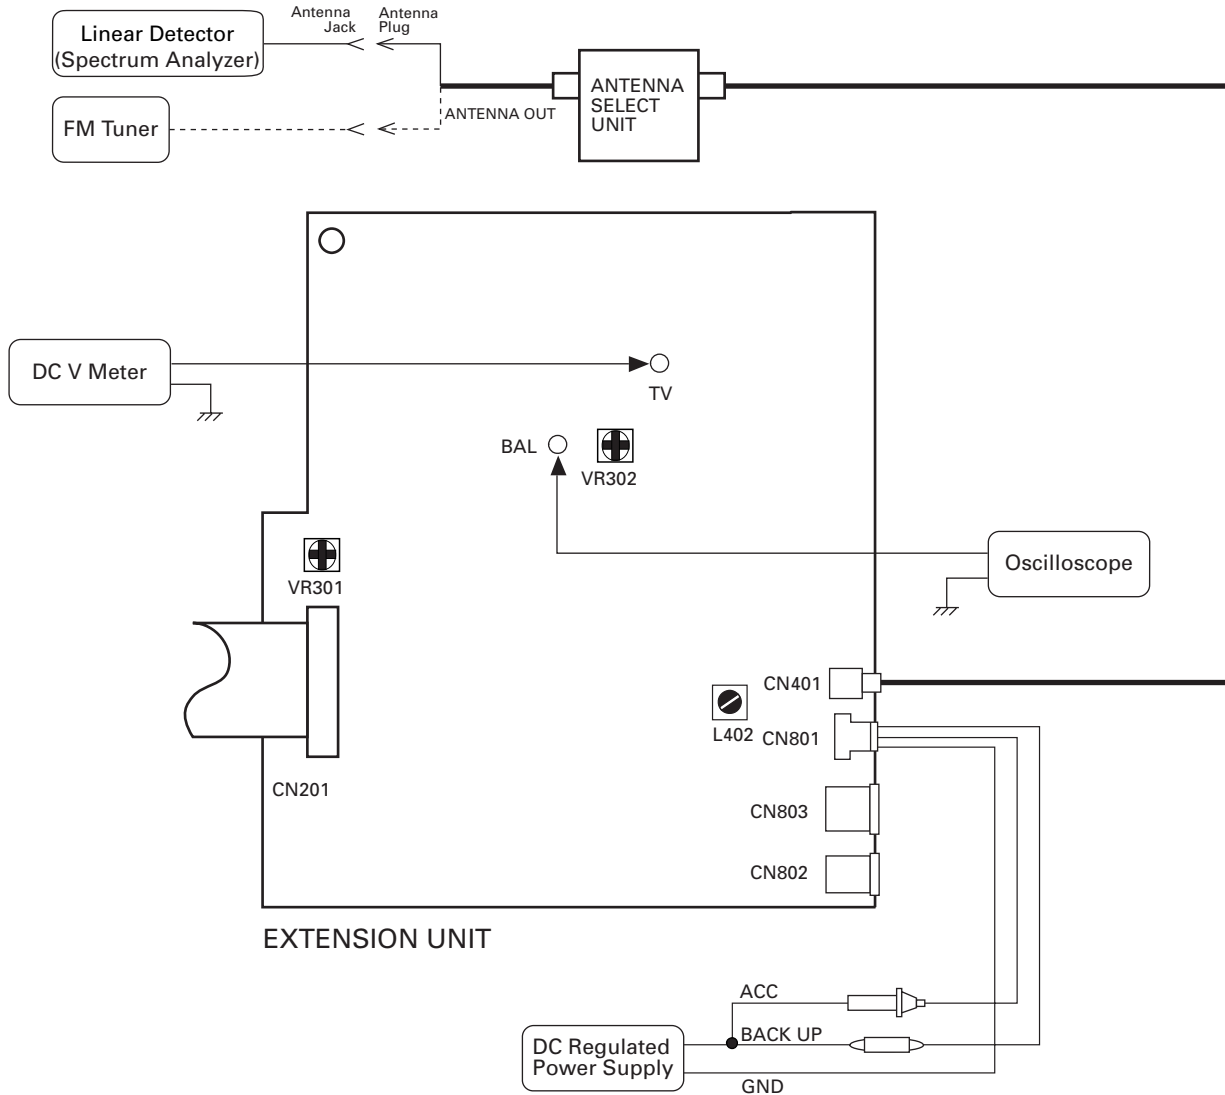 Antenna
Jack
Antenna
Plug
Linear Detector
(Spectrum Analyzer)
FM Tuner
ANTENNA OUT
ANTENNA
SELECT
UNIT
DC V Meter
TV
BAL
VR302
VR301
Oscilloscope
CN401
L402
CN801
CN201
CN803
CN802
EXTENSION UNIT
ACC
BACK UP
DC Regulated
Power Supply
GND